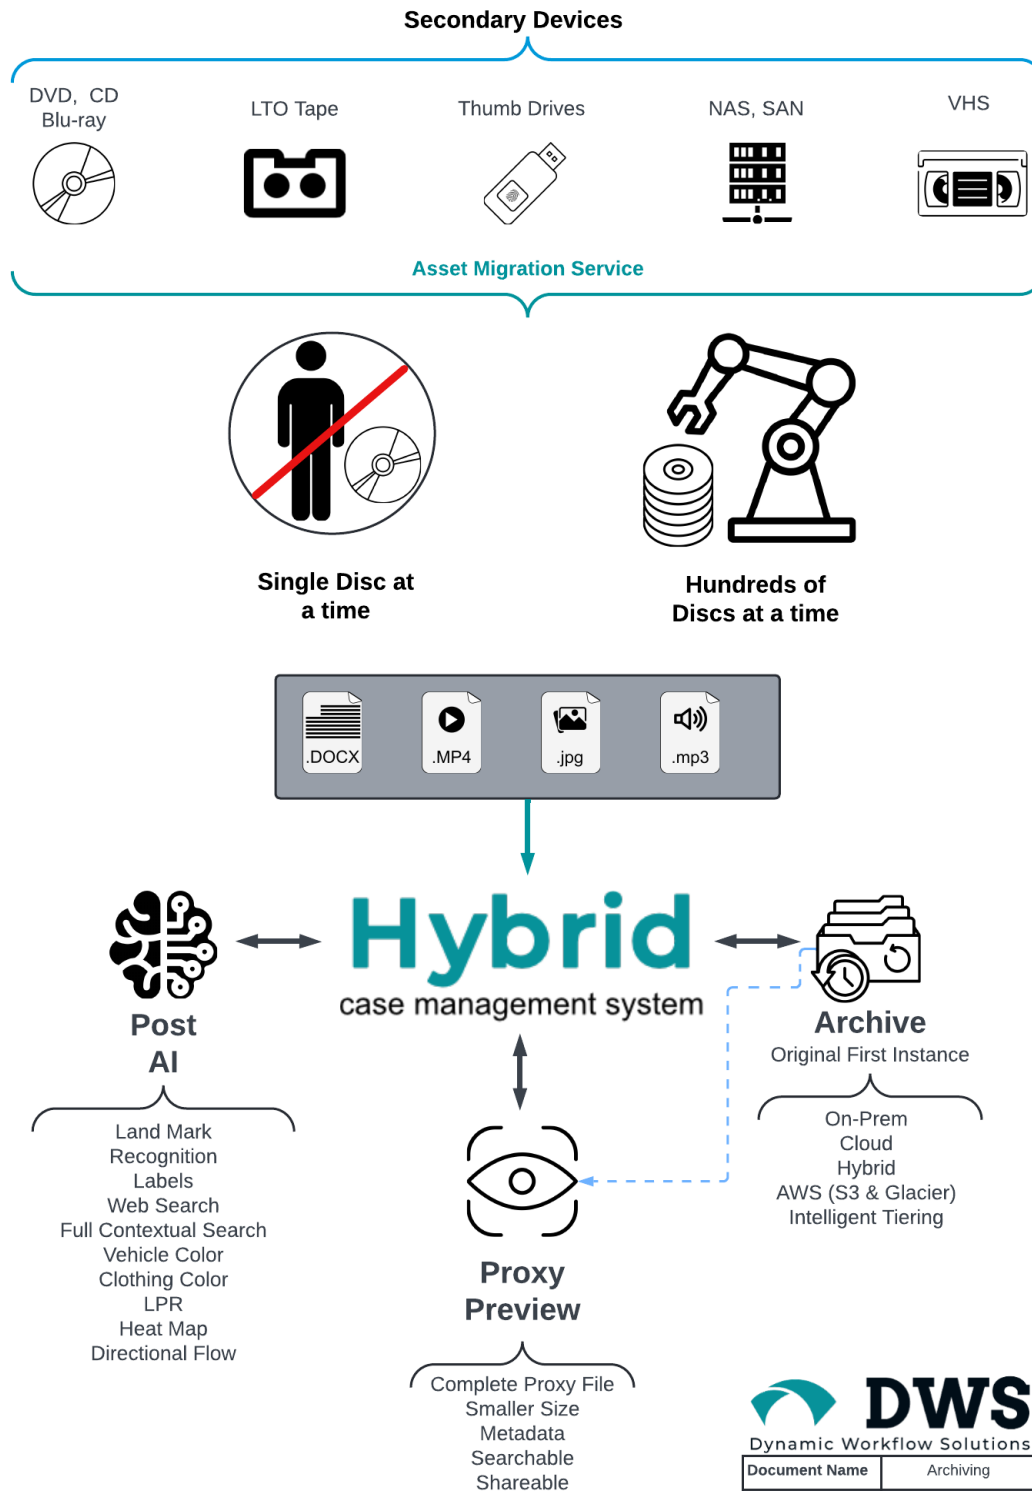 Secondary Devices
DVD, CD
Blu-ray
LTO Tape
Thumb Drives
NAS, SAN
VHS
Asset Migration Service
Single Disc at
a time
Hundreds of
Discs at a time
.DOCX
.MP4
.jpg
.mp3
Hybrid
case management system
Post
AI
Land Mark
Recognition
Labels
Web Search
Full Contextual Search
Vehicle Color
Clothing Color
LPR
Heat Map
Directional Flow
Archive
Original First Instance
On-Prem
Cloud
Hybrid
AWS (S3 & Glacier)
Intelligent Tiering
Proxy
Preview
Complete Proxy File
Smaller Size
Metadata
Searchable
Shareable
DWS
Dynamic Workflow Solutions
Document Name
Archiving